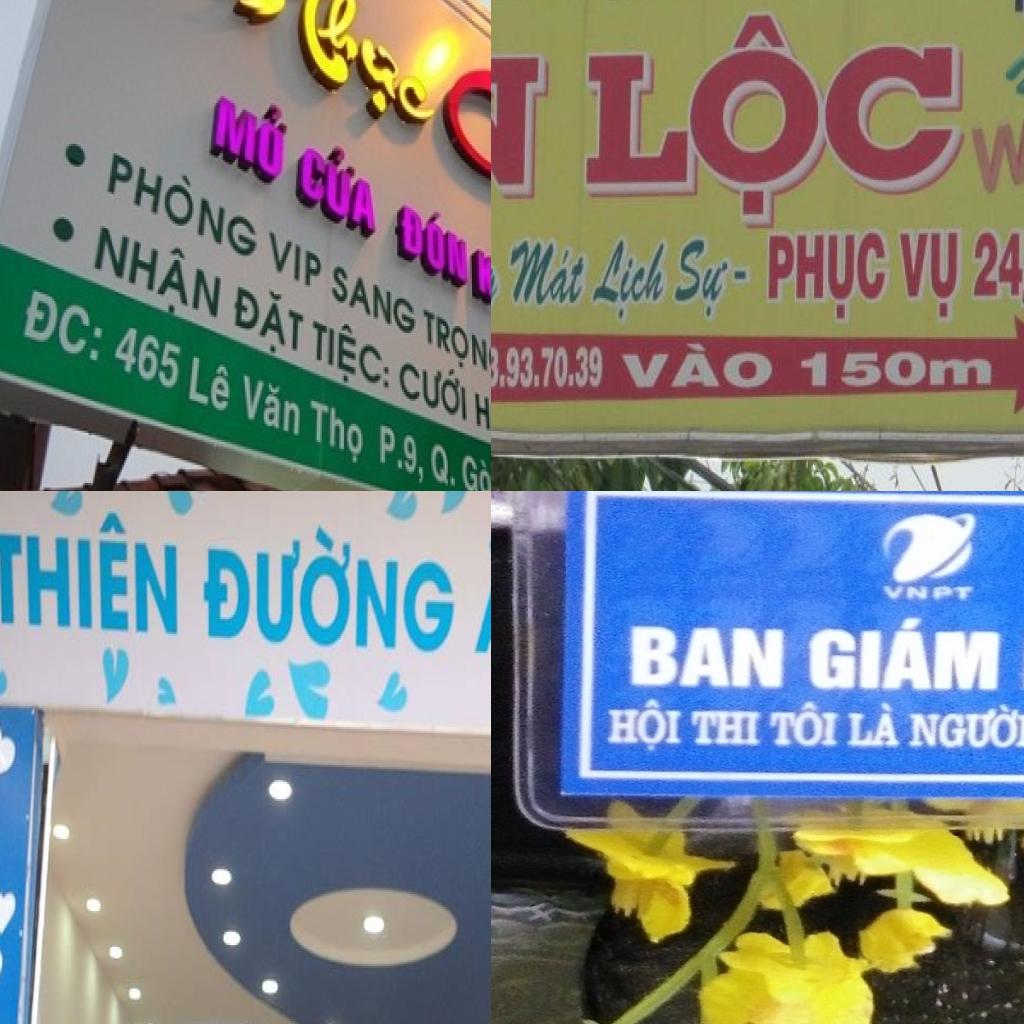 Thực
MỞ CỬA ĐÓN
PHÒNG VIP SANG TRỌNG
NHẬN ĐẶT TIỆC: CƯỚI H
ĐC: 465 Lê Văn Thọ P.9, Q. Gò
LỘC
Mát Lịch Sự - PHỤC VỤ 24
3.93.70.39 VÀO 150m
THIÊN ĐƯỜNG
VNPT
BAN GIÁM
HỘI THI TÔI LÀ NGƯỜI